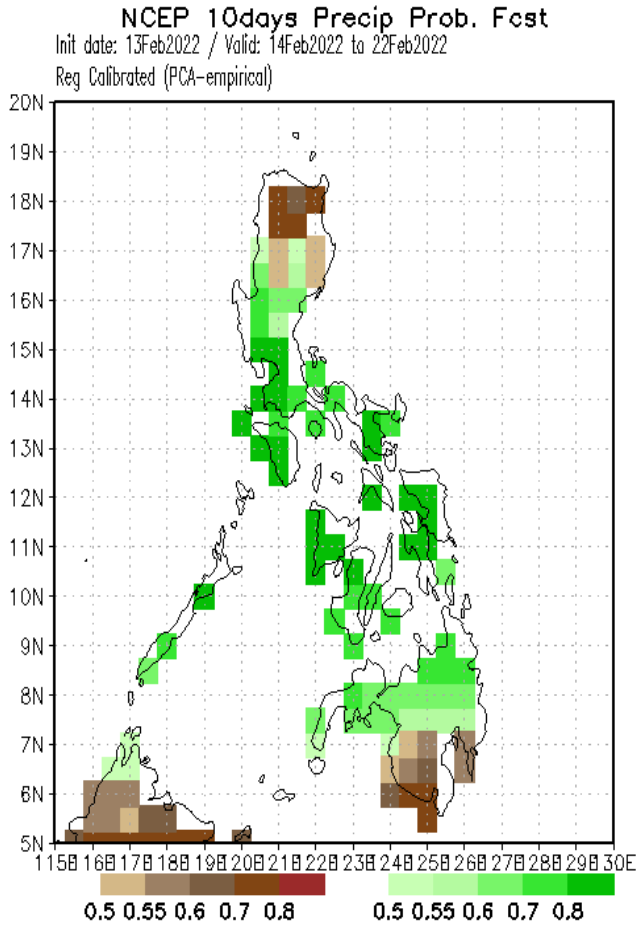 NCEP 10days Precip Prob. Fcst
Init date: 13Feb2022 / Valid: 14Feb2022 to 22Feb2022
Reg Calibrated (PCA-empirical)
20N
19N
18N
17N
16N
15N
14N
13N
12N
11N
10N
9N
8N
7N
6N
5N
115E 116E 117E 118E 119E 120E 121E 122E 123E 124E 125E 126E 127E 128E 129E 130E
0.5 0.55 0.6 0.7 0.8 0.5 0.55 0.6 0.7 0.8